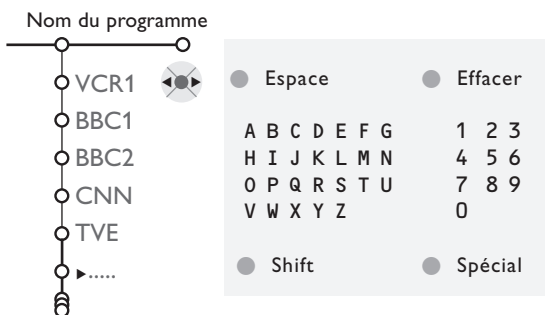 Nom du programme
VCR1
BBC1
BBC2
CNN
TVE
▶.....
Espace
Effacer
A B C D E F G
H I J K L M N
O P Q R S T U
V W X Y Z
1 2 3
4 5 6
7 8 9
0
Shift
Spécial